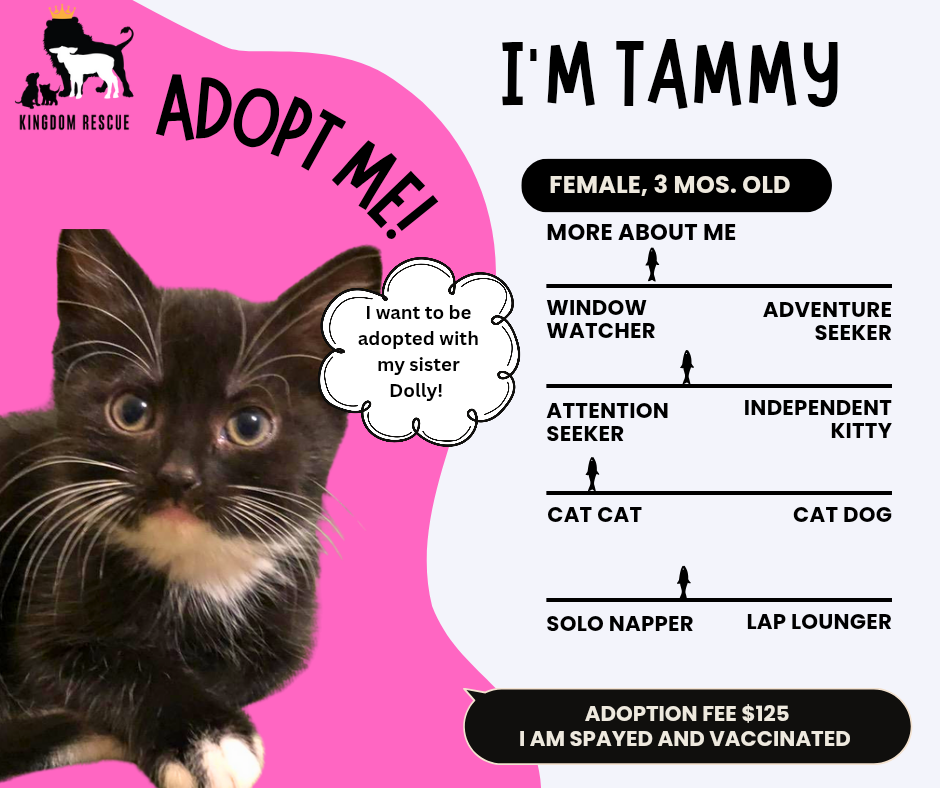 KINGDOM RESCUE
ADOPT ME!
I want to be
adopted with
my sister
Dolly!
I'M TAMMY
FEMALE, 3 MOS. OLD
MORE ABOUT ME
WINDOW
WATCHER
ADVENTURE
SEEKER
ATTENTION
SEEKER
INDEPENDENT
KITTY
CAT CAT
CAT DOG
SOLO NAPPER
LAP LOUNGER
ADOPTION FEE $125
I AM SPAYED AND VACCINATED